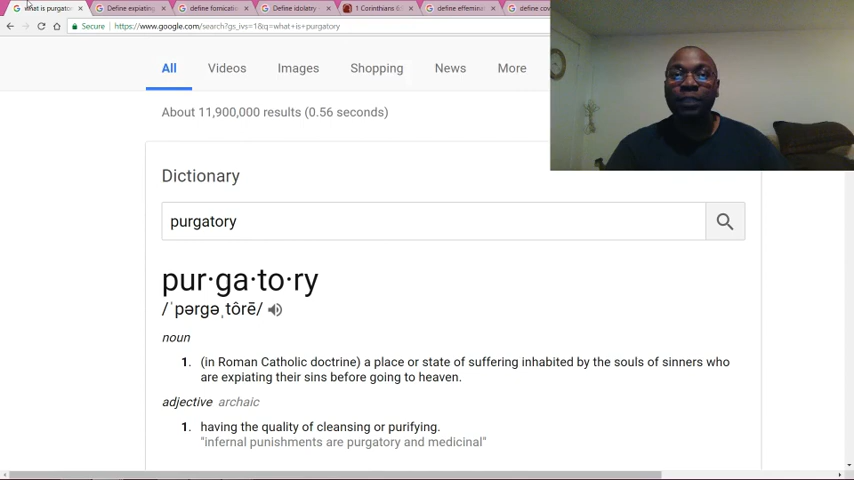 what is purgator
Define expiating
define fornicatio
Define idolatry -
1 Corinthians 6:
define effeminat
define cov
Secure https://www.google.com/search?gs_ivs=1&q=what+is+purgatory
All Videos Images Shopping News More
About 11,900,000 results (0.56 seconds)
Dictionary
purgatory
pur·ga·to·ry
/ˈpərgəˌtôrē/
noun
1. (in Roman Catholic doctrine) a place or state of suffering inhabited by the souls of sinners who
are expiating their sins before going to heaven.
adjective archaic
1. having the quality of cleansing or purifying.
"infernal punishments are purgatory and medicinal"